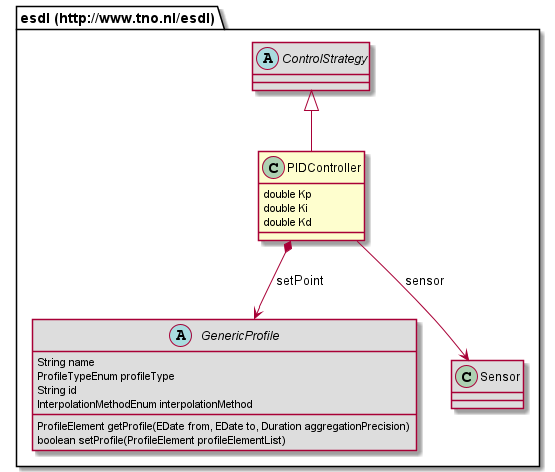 esdl (http://www.tno.nl/esdl)
A ControlStrategy
C PIDController
double Kp
double Ki
double Kd
setPoint
sensor
A GenericProfile
String name
ProfileTypeEnum profileType
String id
InterpolationMethodEnum interpolationMethod
ProfileElement getProfile(EDate from, EDate to, Duration aggregationPrecision)
boolean setProfile(ProfileElement profileElementList)
C Sensor